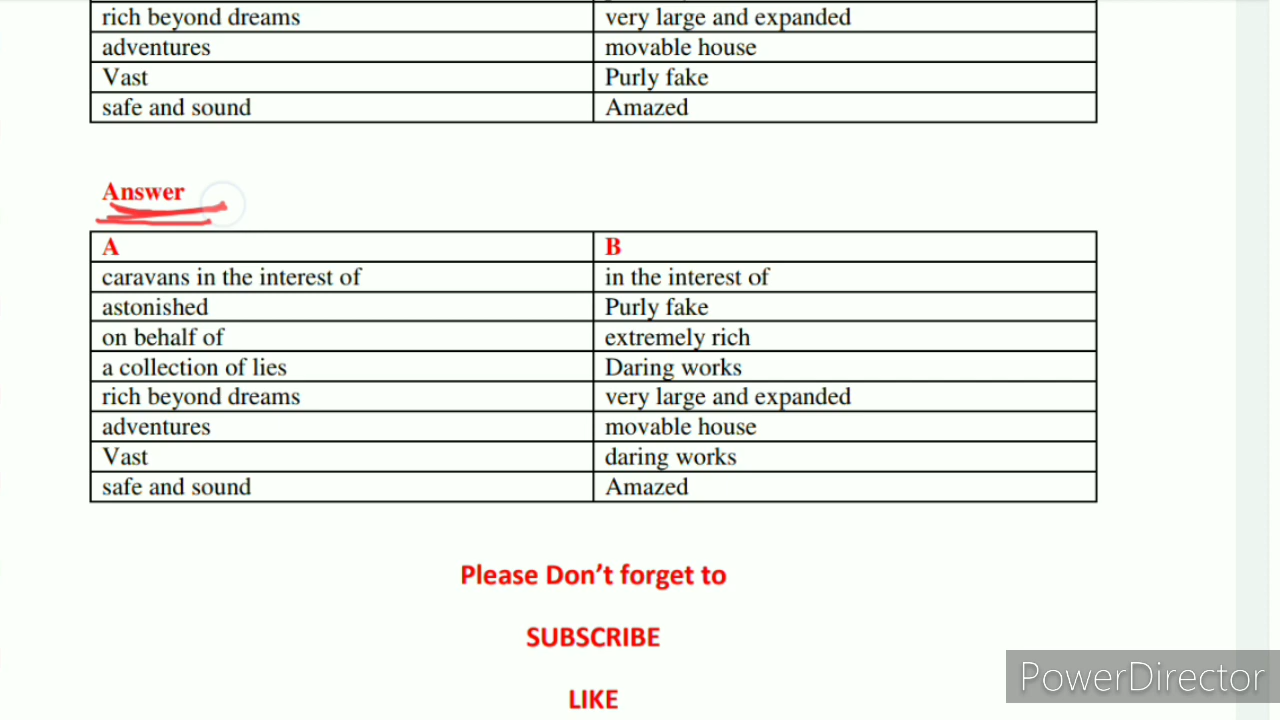 rich beyond dreams very large and expanded
adventures movable house
Vast Purly fake
safe and sound Amazed
Answer
A B
caravans in the interest of in the interest of
astonished Purly fake
on behalf of extremely rich
a collection of lies Daring works
rich beyond dreams very large and expanded
adventures movable house
Vast daring works
safe and sound Amazed
Please Don’t forget to
SUBSCRIBE
LIKE
PowerDirector